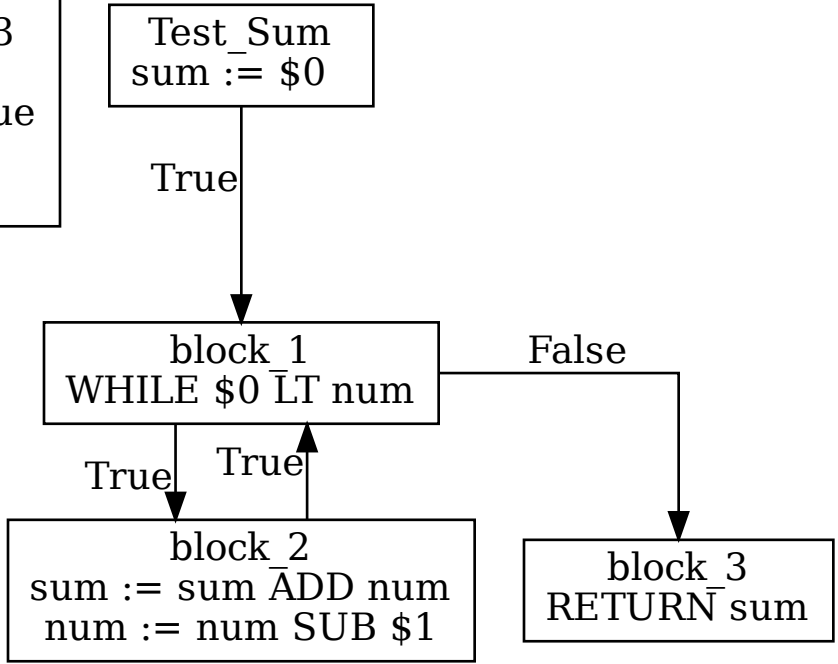 Test_Sum
sum := $0
True
block_1
WHILE $0 LT num
False
True
True
block_2
sum := sum ADD num
num := num SUB $1
block_3
RETURN sum